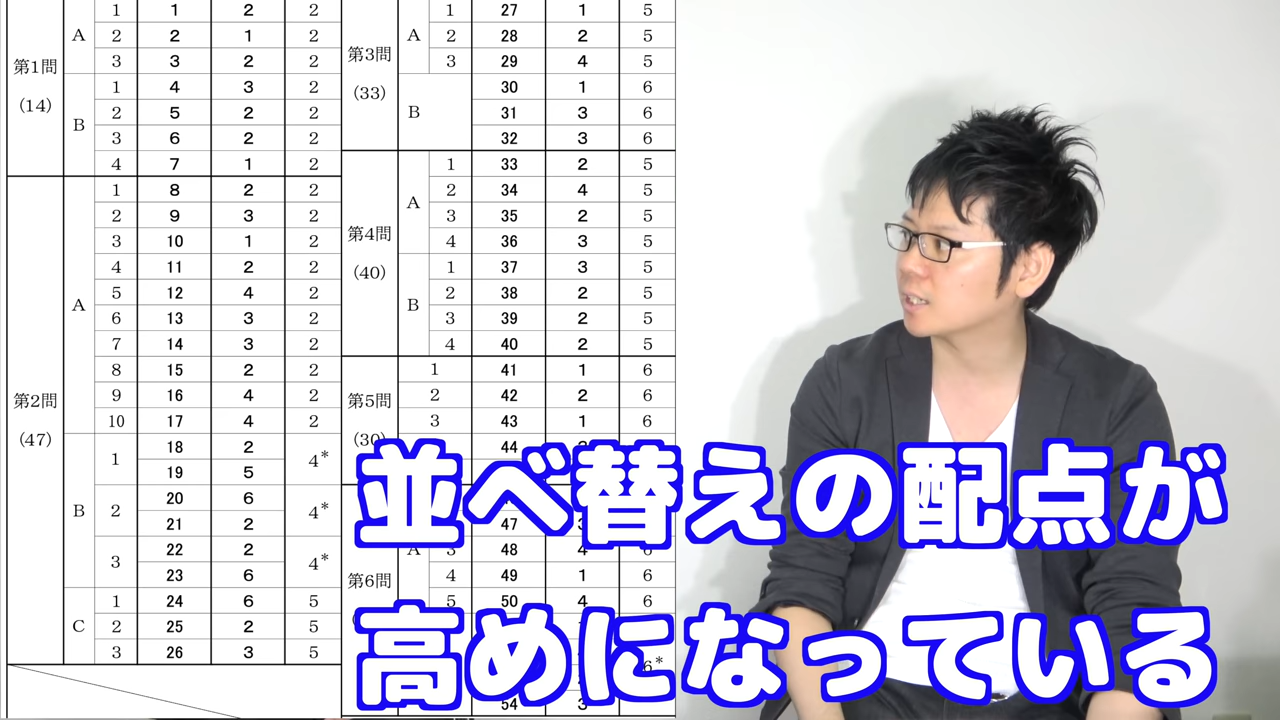 1 1 2 2
第1問 A 2 2 1 2
3 3 2 2
(14) 1 4 3 2
B 2 5 2 2
3 6 2 2
4 7 1 2
1 8 2 2
2 9 3 2
3 10 1 2
4 11 2 2
A 5 12 4 2
6 13 3 2
7 14 3 2
8 15 2 2
第2問 9 16 4 2
(47) 10 17 4 2
1 18 2 4*
19 5
B 2 20 6 4*
21 2
3 22 2 4*
23 6
1 24 6 5
C 2 25 2 5
3 26 3 5
1 27 1 5
第3問 A 2 28 2 5
3 29 4 5
(33) 30 1 6
B 31 3 6
32 3 6
1 33 2 5
A 2 34 4 5
第4問 3 35 2 5
4 36 3 5
(40) 1 37 3 5
B 2 38 2 5
3 39 2 5
4 40 2 5
1 41 1 6
第5問 2 42 2 6
(30) 3 43 1 6
44
47
A 3 48 4
第6問 4 49 1 6
5 50 4 6
6*
54
並べ替えの配点が
高めになっている